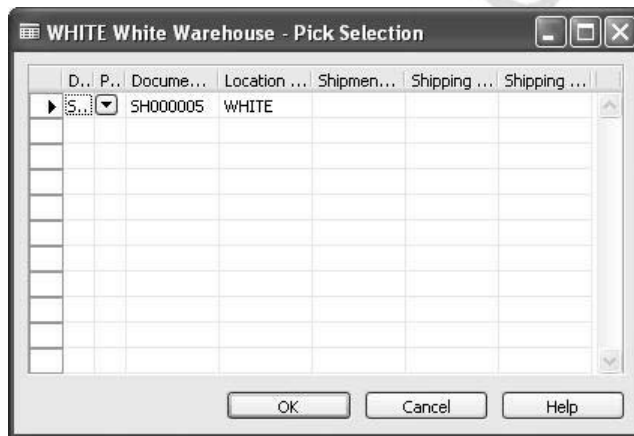 WHITE White Warehouse - Pick Selection
D.. P.. Docume... Location ... Shipmen... Shipping ... Shipping ...
S... SH000005 WHITE
OK Cancel Help